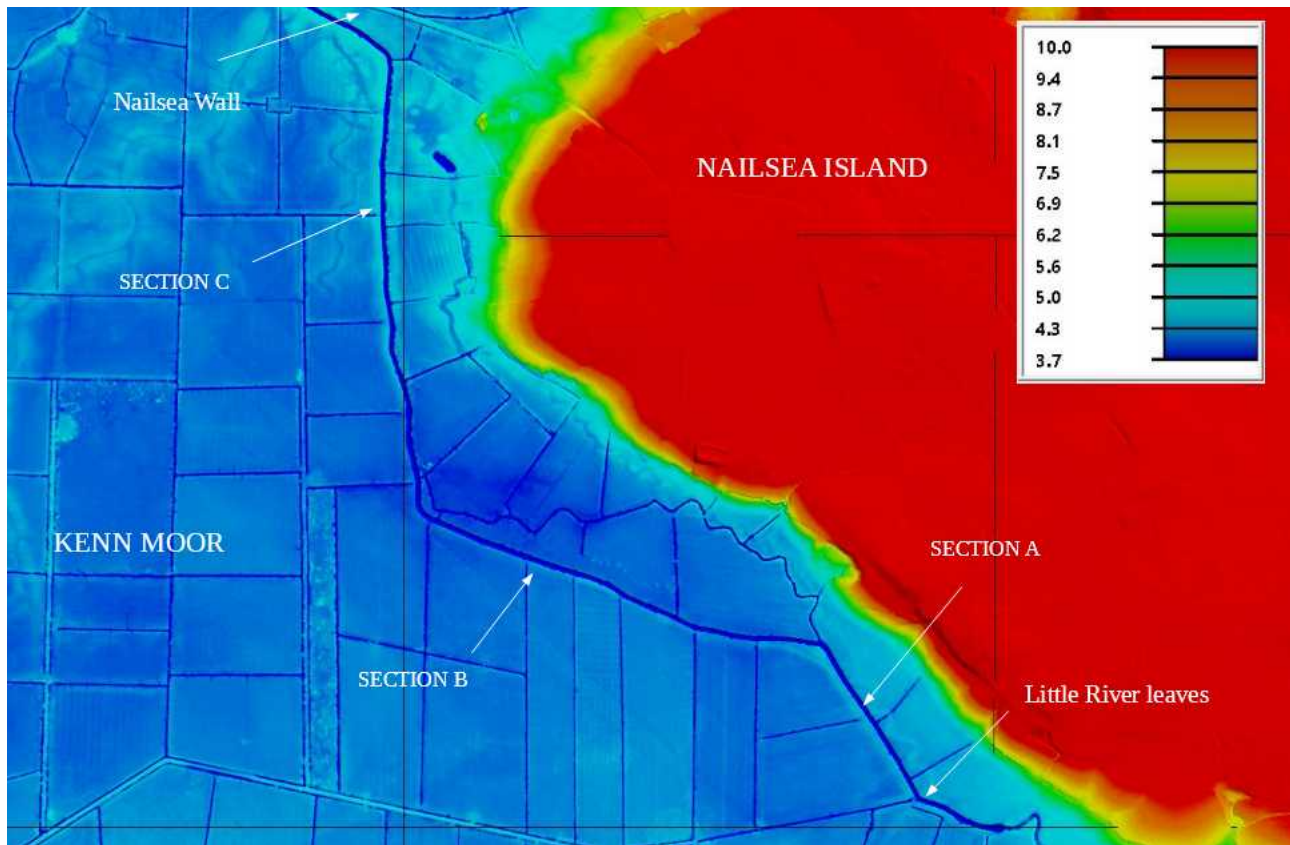 10.0
9.4
8.7
8.1
7.5
6.9
6.2
5.6
5.0
4.3
3.7
Nailsea Wall
NAILSEA ISLAND
SECTION C
KENN MOOR
SECTION A
SECTION B
Little River leaves